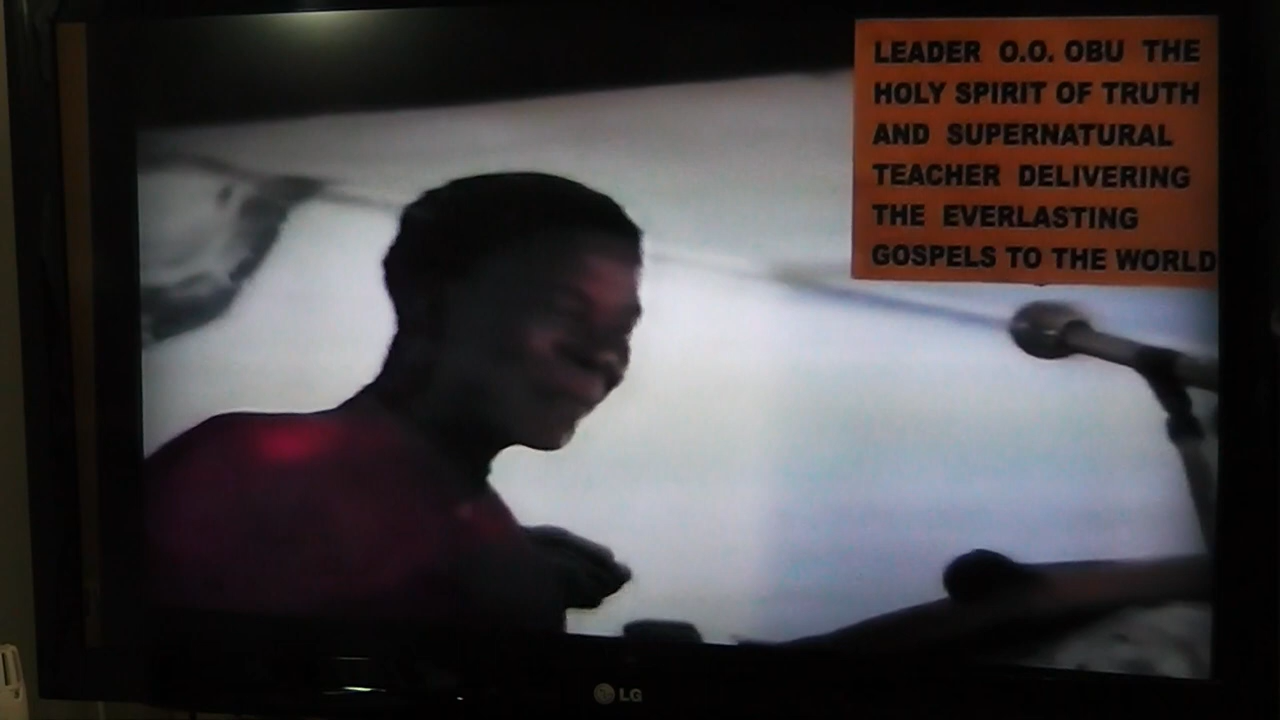 LEADER O.O. OBU THE
HOLY SPIRIT OF TRUTH
AND SUPERNATURAL
TEACHER DELIVERING
THE EVERLASTING
GOSPELS TO THE WORLD
LG